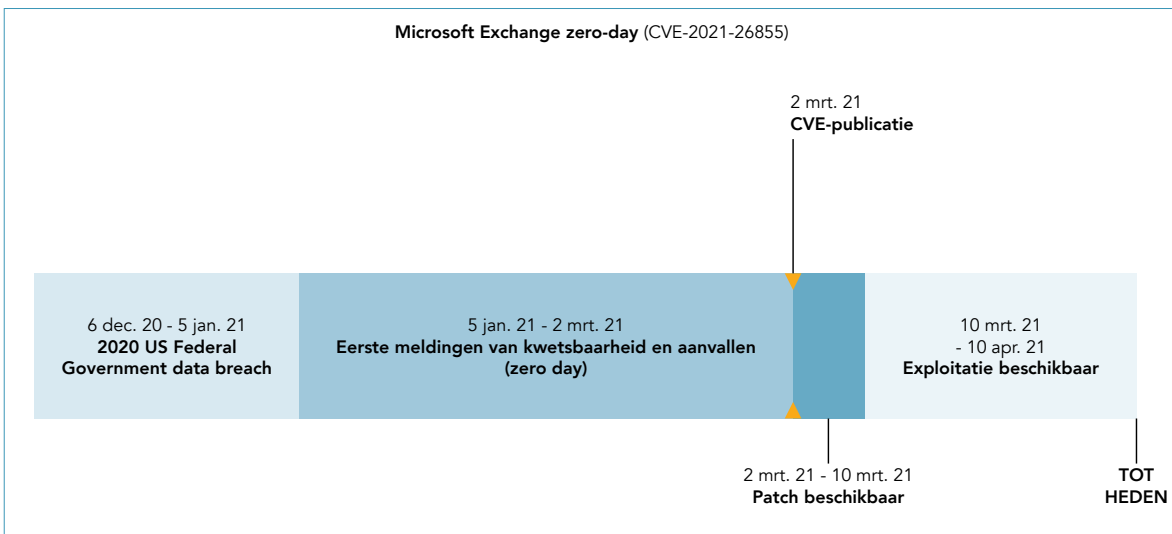 Microsoft Exchange zero-day (CVE-2021-26855)
2 mrt. 21
CVE-publicatie
6 dec. 20 - 5 jan. 21
2020 US Federal
Government data breach
5 jan. 21 - 2 mrt. 21
Eerste meldingen van kwetsbaarheid en aanvallen
(zero day)
10 mrt. 21
- 10 apr. 21
Exploitatie beschikbaar
2 mrt. 21 - 10 mrt. 21
Patch beschikbaar
TOT
HEDEN